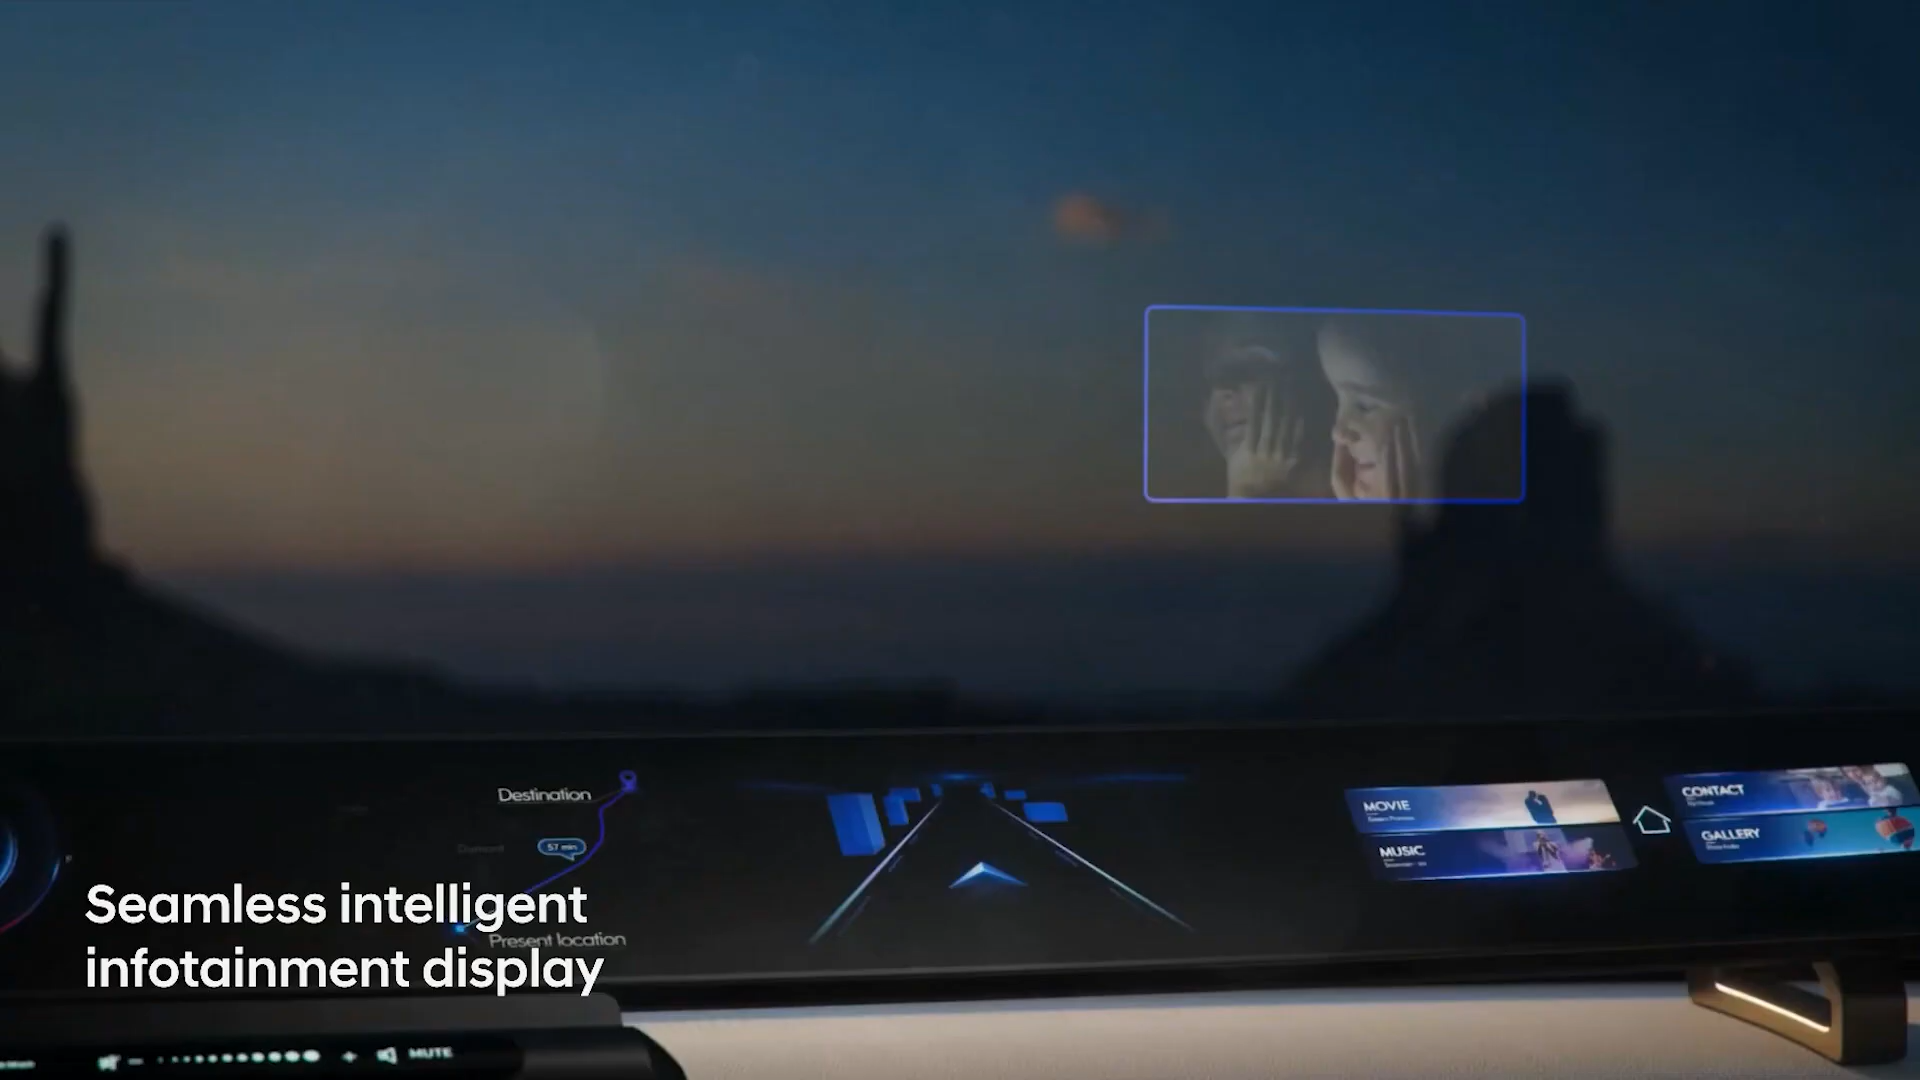 Destination
57 min
Seamless intelligent
Present location
infotainment display
MOVIE
MUSIC
CONTACT
GALLERY
MUTE